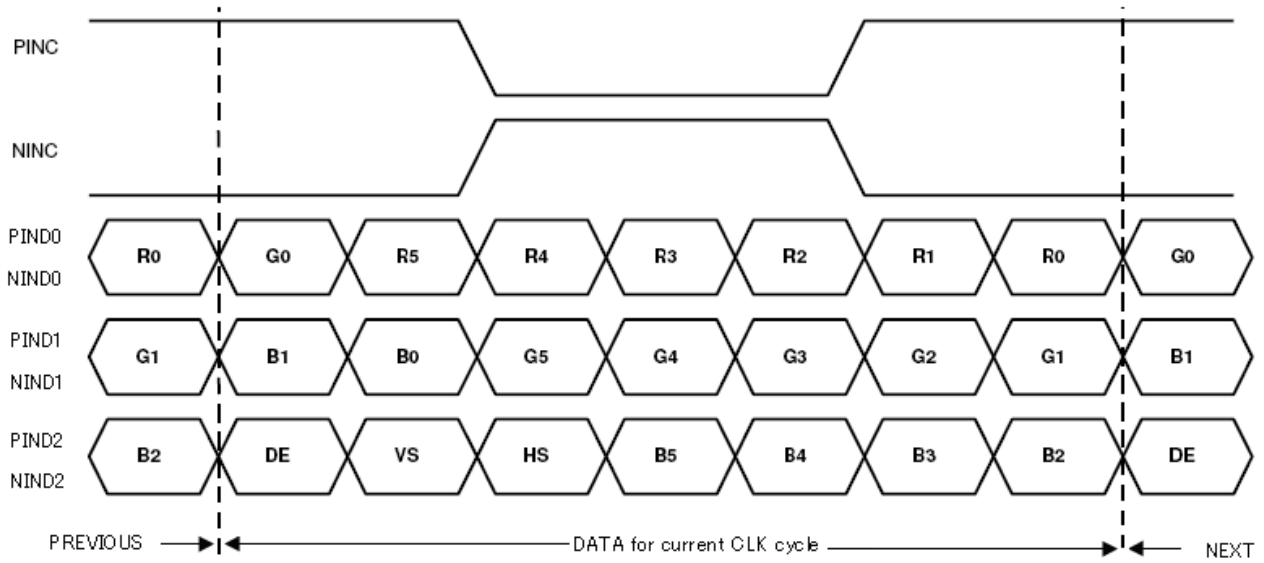 PINC
NINC
PIND0
NIND0
R0 G0 R5 R4 R3 R2 R1 R0 G0
PIND1
NIND1
G1 B1 B0 G5 G4 G3 G2 G1 B1
PIND2
NIND2
B2 DE VS HS B5 B4 B3 B2 DE
PREVIOUS DATA for current CLK cycle NEXT